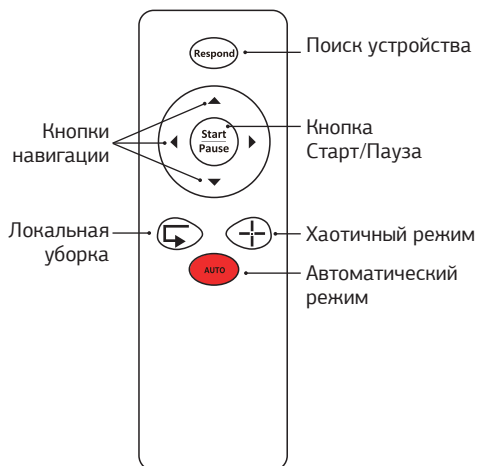 Respond
Поиск устройства
Кнопки
навигации
Start
Pause
Кнопка
Старт/Пауза
Локальная
уборка
Хаотичный режим
AUTO
Автоматический
режим